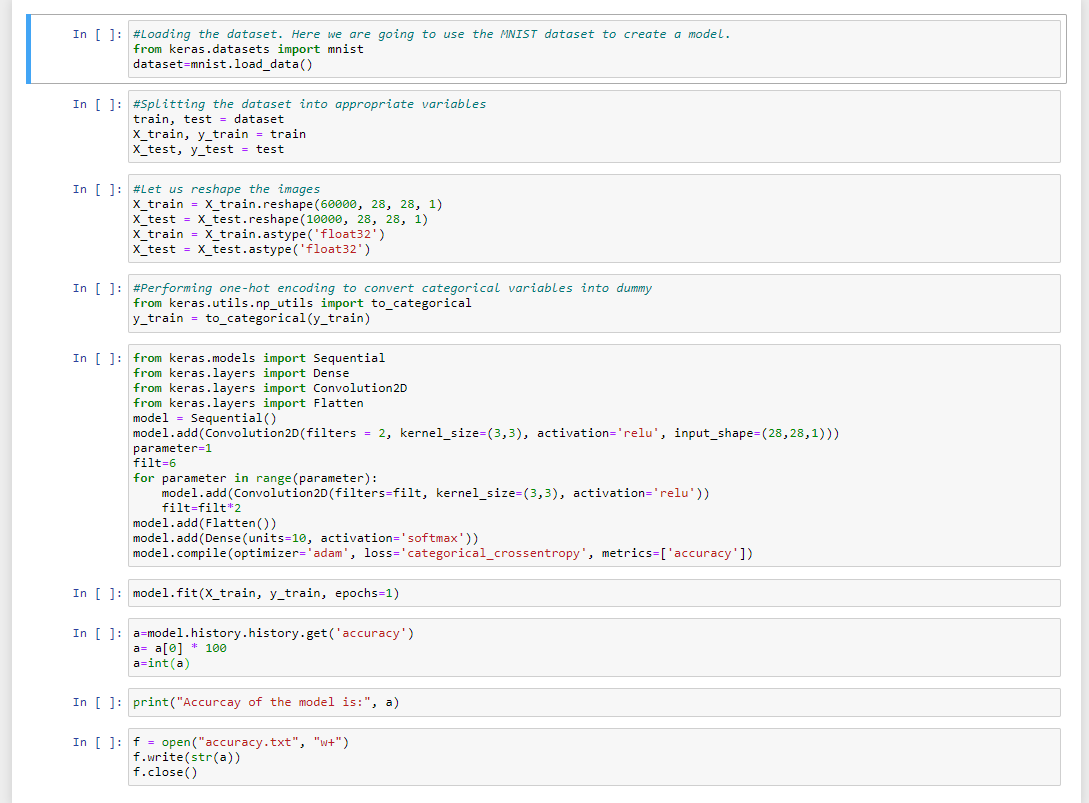 In [ ]: #Loading the dataset. Here we are going to use the MNIST dataset to create a model.
from keras.datasets import mnist
dataset=mnist.load_data()
In [ ]: #Splitting the dataset into appropriate variables
train, test = dataset
X_train, y_train = train
X_test, y_test = test
In [ ]: #Let us reshape the images
X_train = X_train.reshape(60000, 28, 28, 1)
X_test = X_test.reshape(10000, 28, 28, 1)
X_train = X_train.astype('float32')
X_test = X_test.astype('float32')
In [ ]: #Performing one-hot encoding to convert categorical variables into dummy
from keras.utils.np_utils import to_categorical
y_train = to_categorical(y_train)
In [ ]: from keras.models import Sequential
from keras.layers import Dense
from keras.layers import Convolution2D
from keras.layers import Flatten
model = Sequential()
model.add(Convolution2D(filters = 2, kernel_size=(3,3), activation='relu', input_shape=(28,28,1)))
parameter=1
filt=6
for parameter in range(parameter):
    model.add(Convolution2D(filters=filt, kernel_size=(3,3), activation='relu'))
    filt=filt*2
model.add(Flatten())
model.add(Dense(units=10, activation='softmax'))
model.compile(optimizer='adam', loss='categorical_crossentropy', metrics=['accuracy'])
In [ ]: model.fit(X_train, y_train, epochs=1)
In [ ]: a=model.history.history.get('accuracy')
a= a[0] * 100
a=int(a)
In [ ]: print("Accurcay of the model is:", a)
In [ ]: f = open("accuracy.txt", "w+")
f.write(str(a))
f.close()